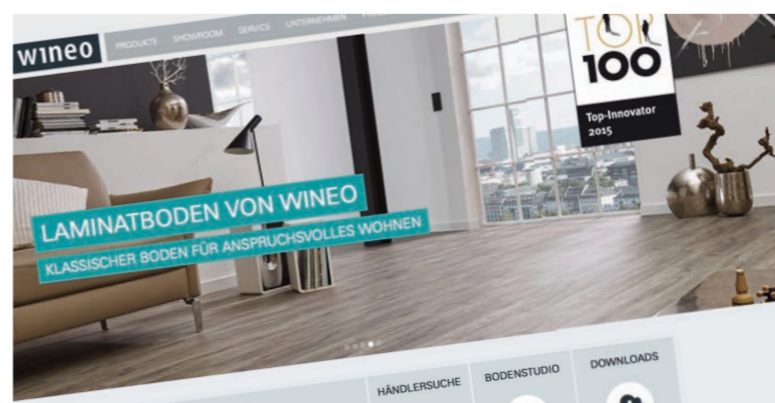 wineo
PRODUKTE SHOWROOM SERVICE UNTERNEHMEN
TOP
100
Top-Innovator
2015
LAMINATBODEN VON WINEO
KLASSISCHER BODEN FÜR ANSPRUCHSVOLLES WOHNEN
HÄNDLERSUCHE BODENSTUDIO DOWNLOADS